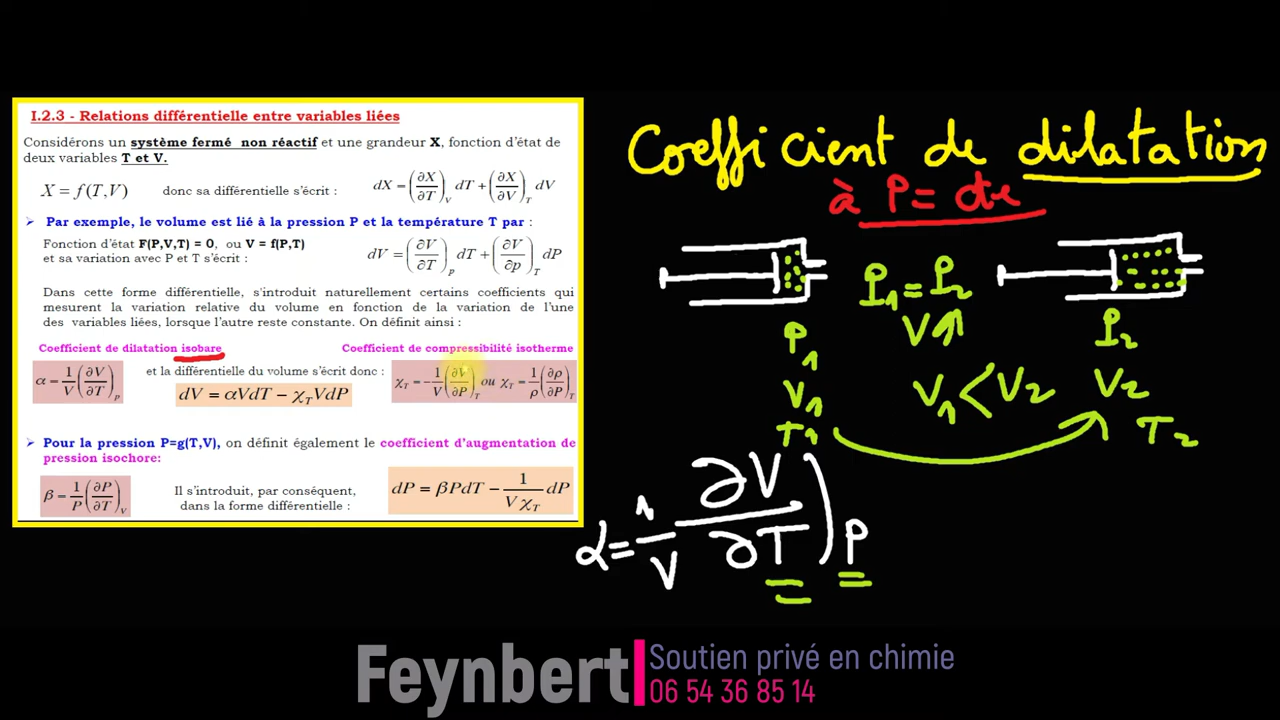 I.2.3 - Relations différentielle entre variables liées
Considérons un système fermé non réactif et une grandeur X, fonction d'état de
deux variables T et V.
X = f(T,V) donc sa différentielle s'écrit : dX = (∂X/∂T)_V dT + (∂X/∂V)_T dV
➢ Par exemple, le volume est lié à la pression P et la température T par :
Fonction d'état F(P,V,T) = 0, ou V = f(P,T)
et sa variation avec P et T s'écrit : dV = (∂V/∂T)_p dT + (∂V/∂p)_T dP
Dans cette forme différentielle, s'introduit naturellement certains coefficients qui
mesurent la variation relative du volume en fonction de la variation de l'une
des variables liées, lorsque l'autre reste constante. On définit ainsi :
Coefficient de dilatation isobare Coefficient de compressibilité isotherme
α = 1/V (∂V/∂T)_p et la différentielle du volume s'écrit donc : χ_T = - 1/V (∂V/∂P)_T ou χ_T = 1/ρ (∂ρ/∂P)_T
dV = αVdT - χ_T VdP
➢ Pour la pression P=g(T,V), on définit également le coefficient d'augmentation de
pression isochore:
β = 1/P (∂P/∂T)_V Il s'introduit, par conséquent,
dans la forme différentielle : dP = βPdT - 1/(Vχ_T) dP
Coefficient de dilatation
à P = cte
P1 = P2
V↑
P1
V1
T1
V1 < V2
P2
V2
T2
α = 1/V ∂V/∂T)P
Feynbert
Soutien privé en chimie
06 54 36 85 14